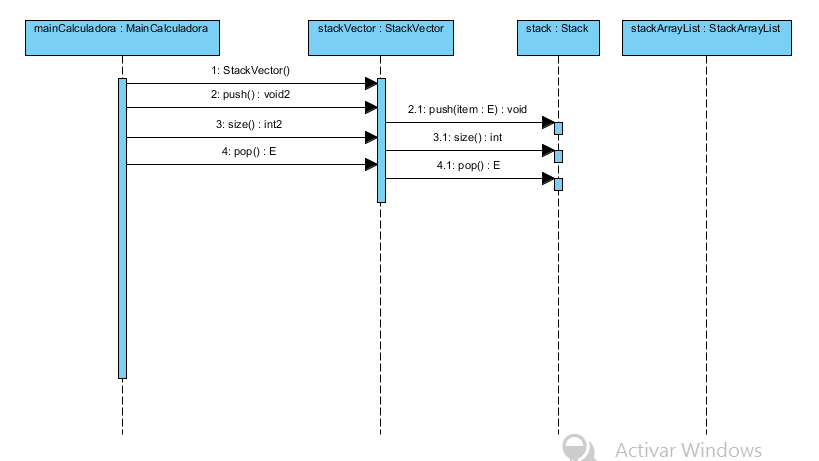 mainCalculadora : MainCalculadora
stackVector : StackVector
stack : Stack
stackArrayList : StackArrayList
1: StackVector()
2: push() : void2
2.1: push(item : E) : void
3: size() : int2
3.1: size() : int
4: pop() : E
4.1: pop() : E
Activar Windows